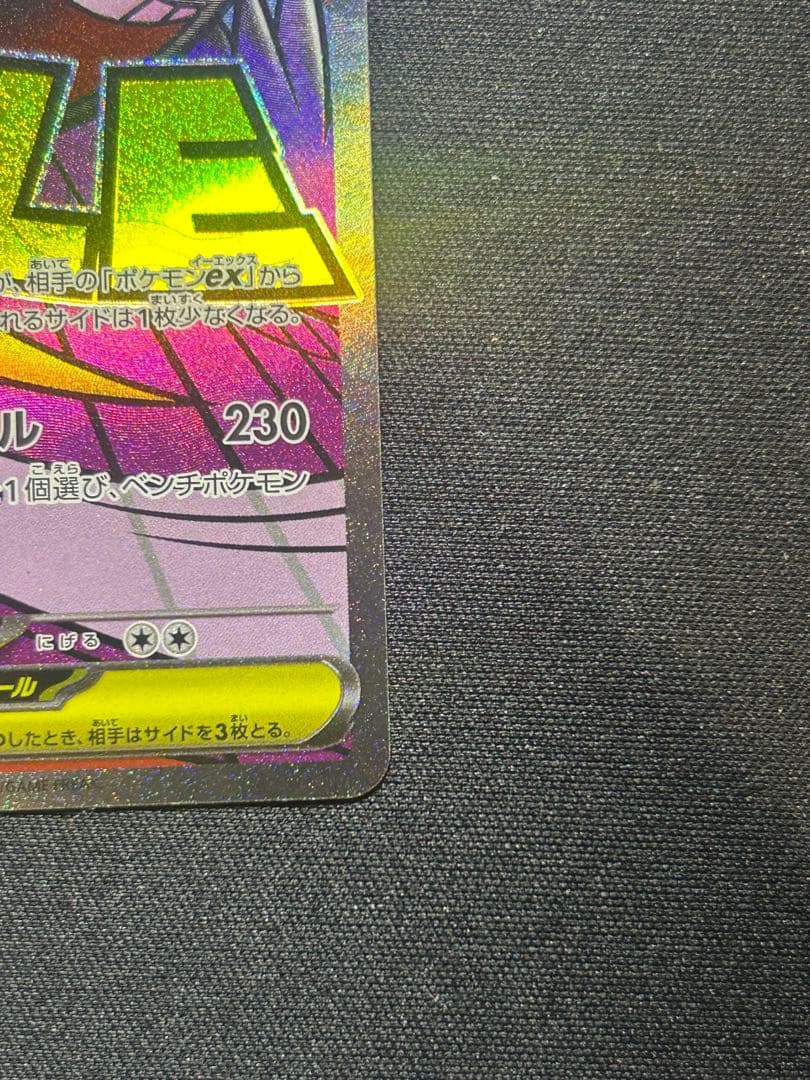 E
が、相手の「ポケモンex」から
れるサイドは1枚少なくなる。
ル 230
1個選び、ベンチポケモン
にげる
ール
したとき、相手はサイドを3枚とる。
/GAME FREAK